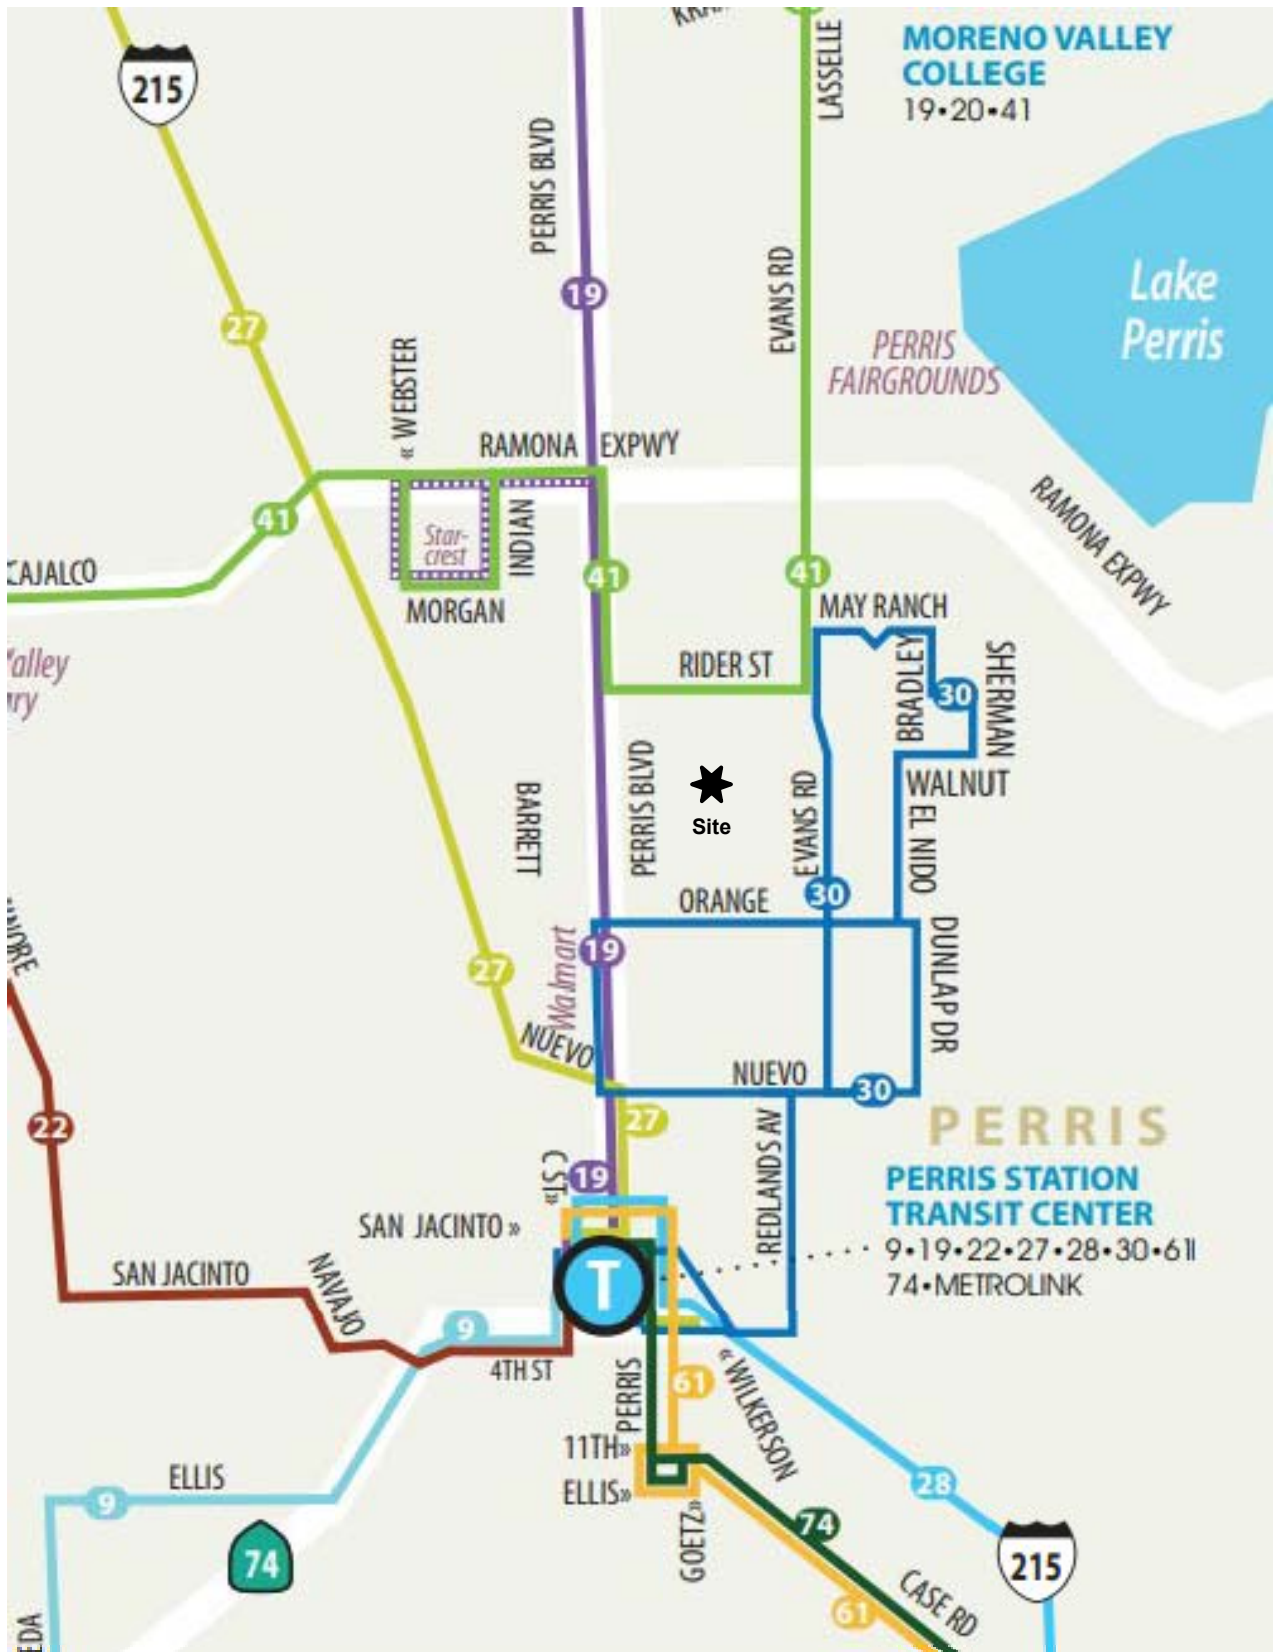 LASSELLE
MORENO VALLEY
COLLEGE
19•20•41
215
PERRIS BLVD
19
EVANS RD
Lake
Perris
27
PERRIS
FAIRGROUNDS
« WEBSTER
RAMONA EXPWY
RAMONA EXPWY
41
Star-
crest
INDIAN
CAJALCO
41
41
MORGAN
MAY RANCH
RIDER ST
BRADLEY
30
SHERMAN
BARRETT
PERRIS BLVD
Site
EVANS RD
WALNUT
EL NIDO
30
ORANGE
Walmart
19
DUNLAP DR
27
NUEVO
NUEVO
30
22
27
PERRIS
REDLANDS AV
C ST»
19
PERRIS STATION
TRANSIT CENTER
9•19•22•27•28•30•61
74•METROLINK
SAN JACINTO »
SAN JACINTO
NAVAJO
T
9
4TH ST
PERRIS
61
« WILKERSON
11TH»
ELLIS»
ELLIS
9
28
GOETZ»
74
74
215
61
CASE RD